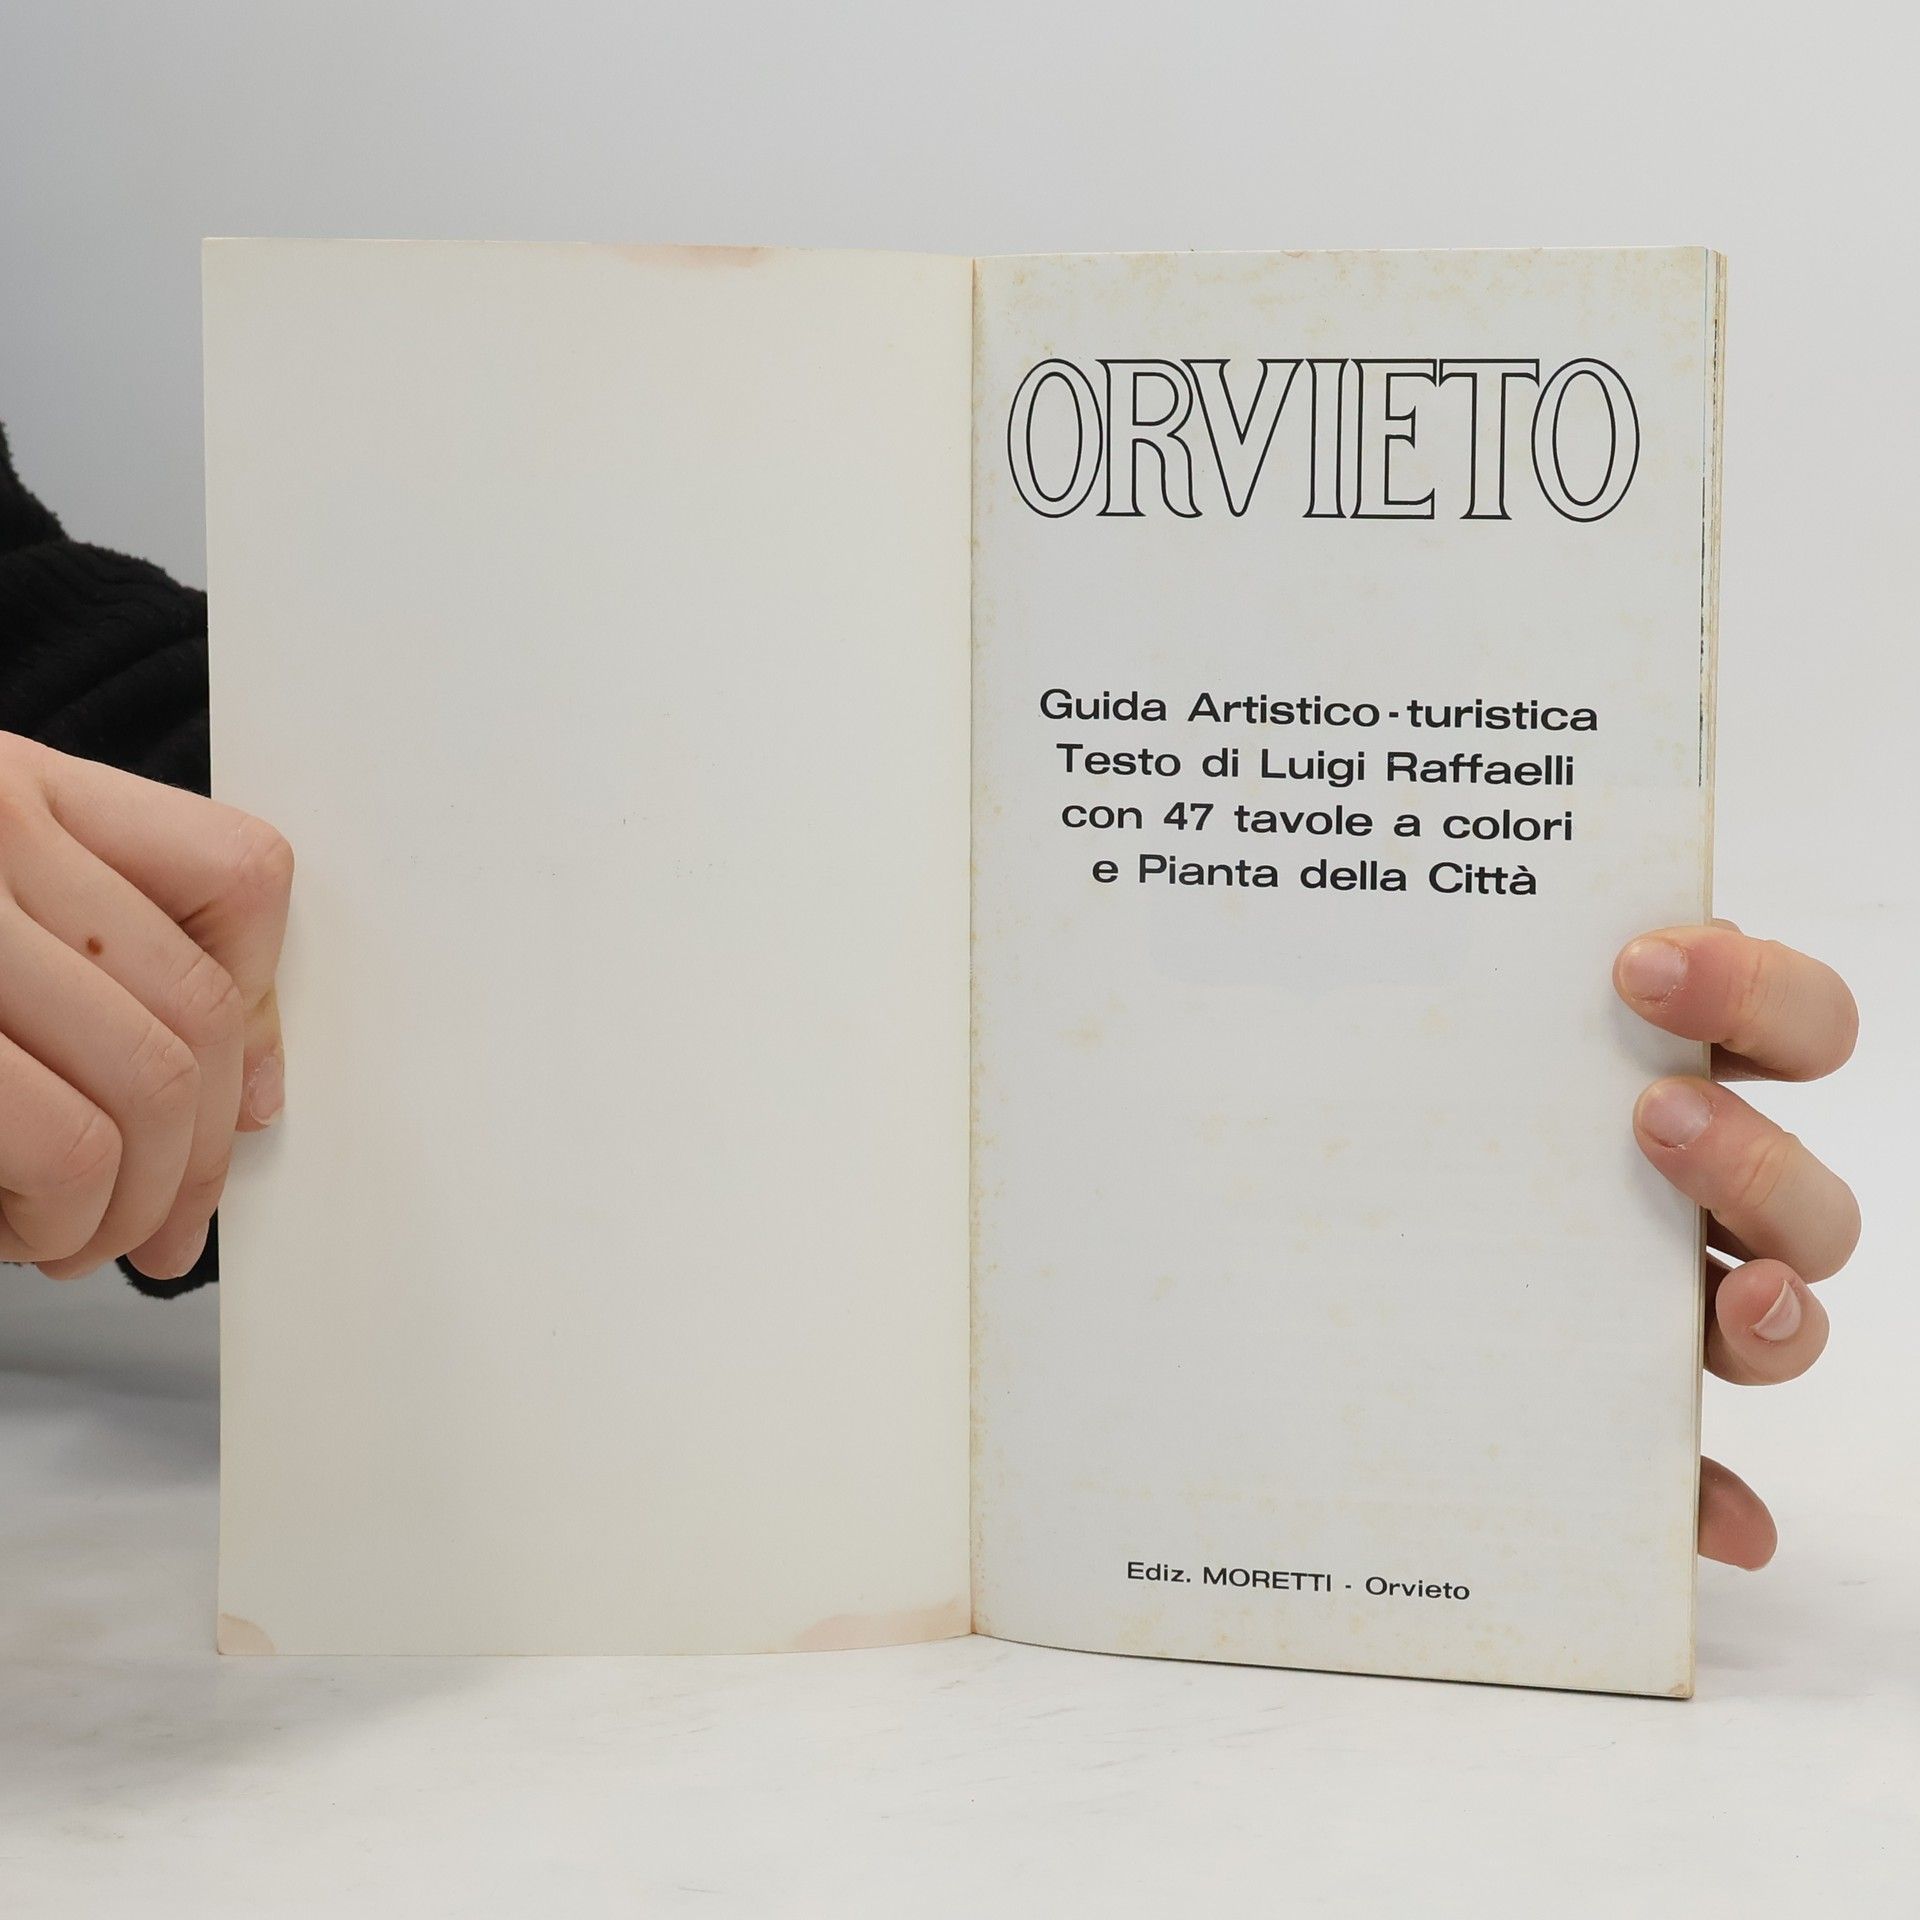 ORVIETO
Guida Artistico-turistica
Testo di Luigi Raffaelli
con 47 tavole a colori
e Pianta della Città
Ediz. MORETTI - Orvieto